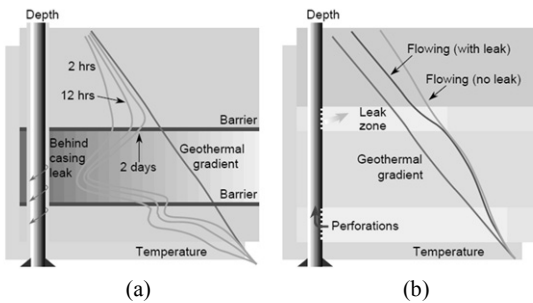 Depth
2 hrs
12 hrs
Barrier
Behind
casing
leak
2 days
Geothermal
gradient
Barrier
Temperature
(a)
Depth
Flowing (with leak)
Flowing (no leak)
Leak
zone
Geothermal
gradient
Perforations
Temperature
(b)